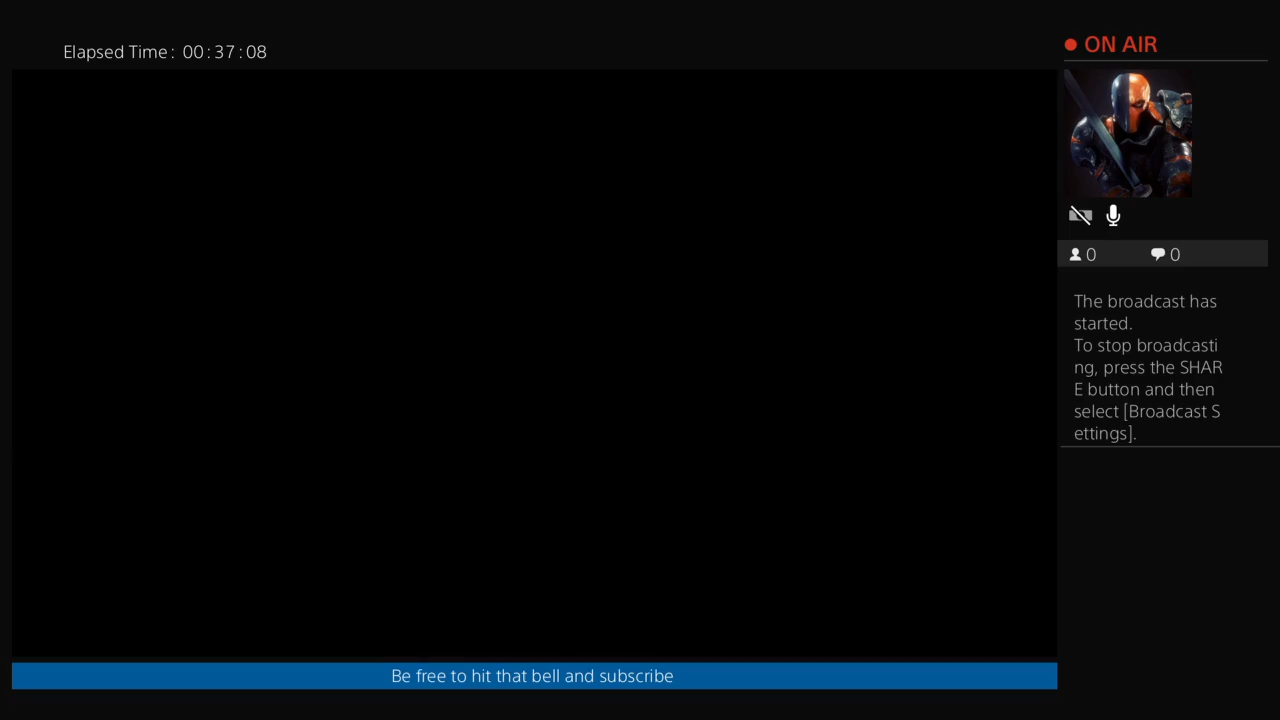 Elapsed Time: 00:37:08
ON AIR
0 0
The broadcast has
started.
To stop broadcasti
ng, press the SHAR
E button and then
select [Broadcast S
ettings].
Be free to hit that bell and subscribe